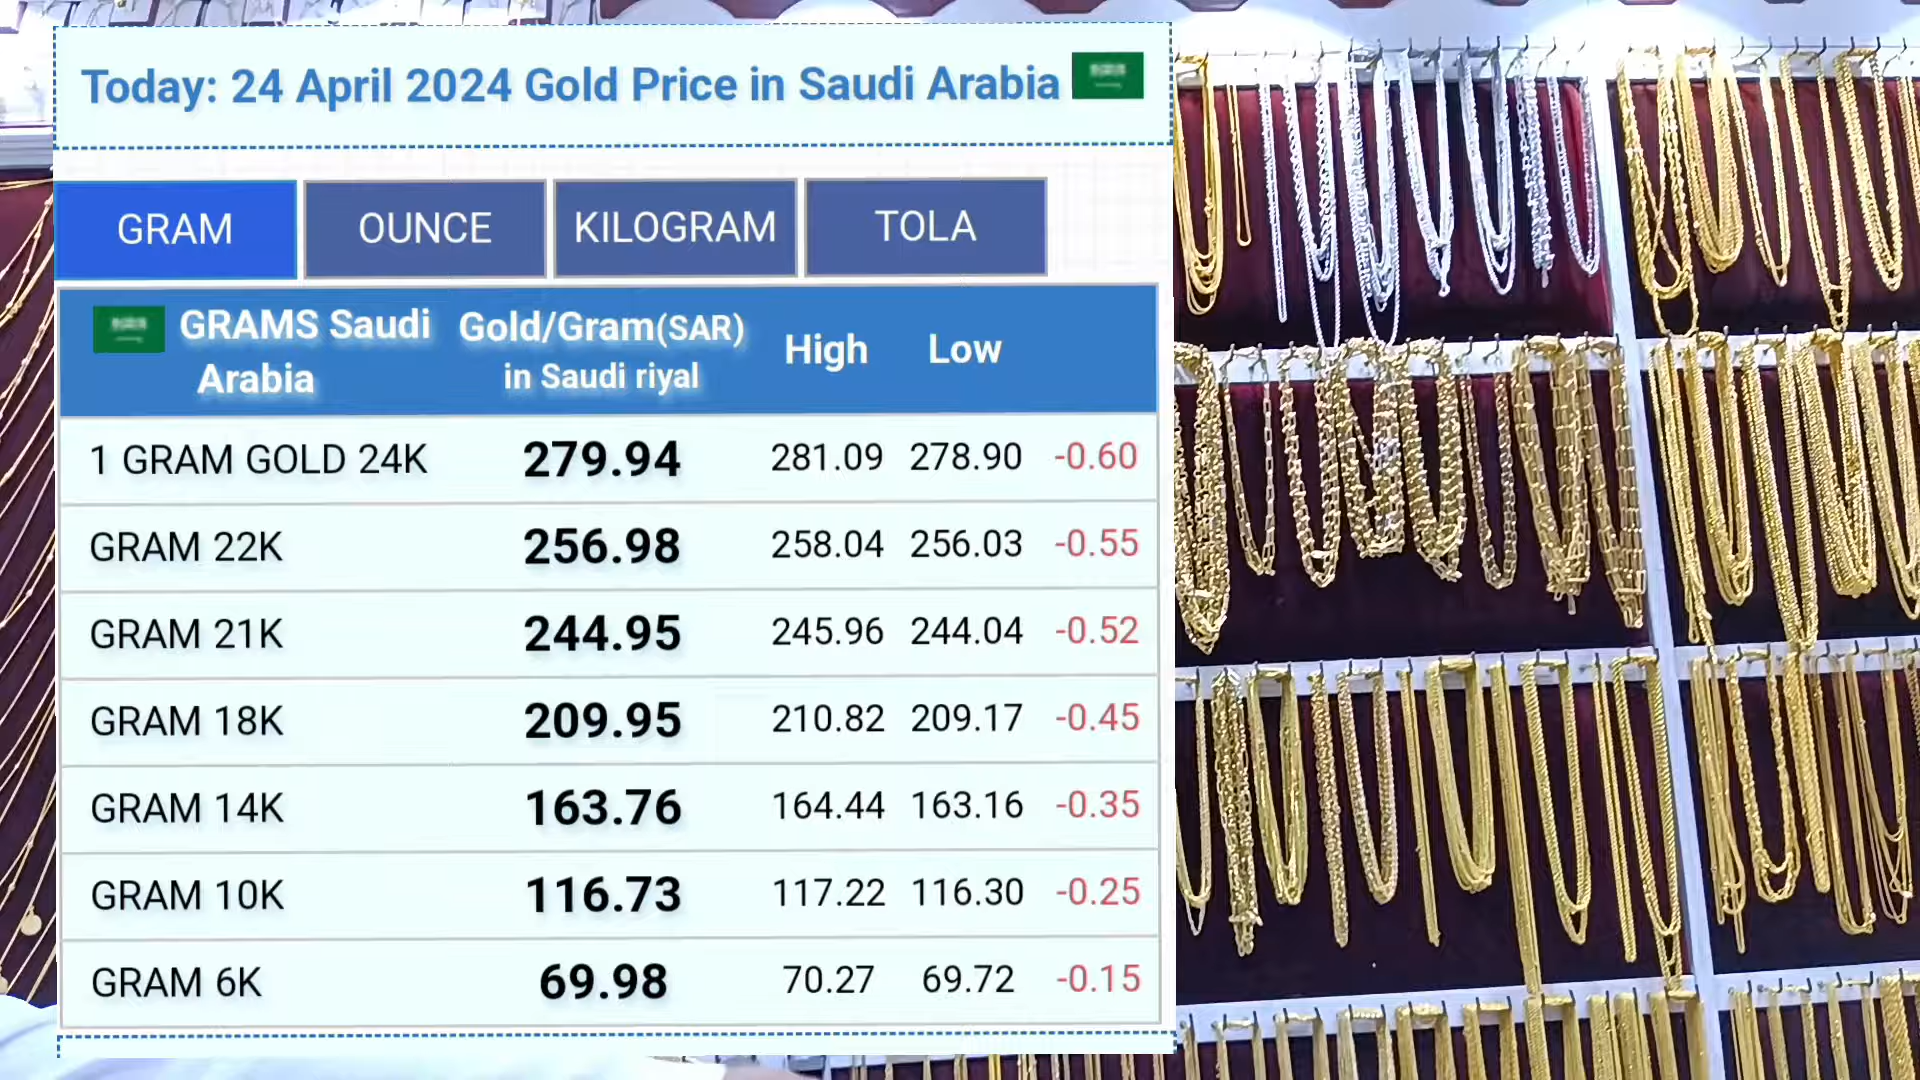 Today: 24 April 2024 Gold Price in Saudi Arabia
GRAM OUNCE KILOGRAM TOLA
GRAMS Saudi Arabia Gold/Gram(SAR) in Saudi riyal High Low
1 GRAM GOLD 24K 279.94 281.09 278.90 -0.60
GRAM 22K 256.98 258.04 256.03 -0.55
GRAM 21K 244.95 245.96 244.04 -0.52
GRAM 18K 209.95 210.82 209.17 -0.45
GRAM 14K 163.76 164.44 163.16 -0.35
GRAM 10K 116.73 117.22 116.30 -0.25
GRAM 6K 69.98 70.27 69.72 -0.15